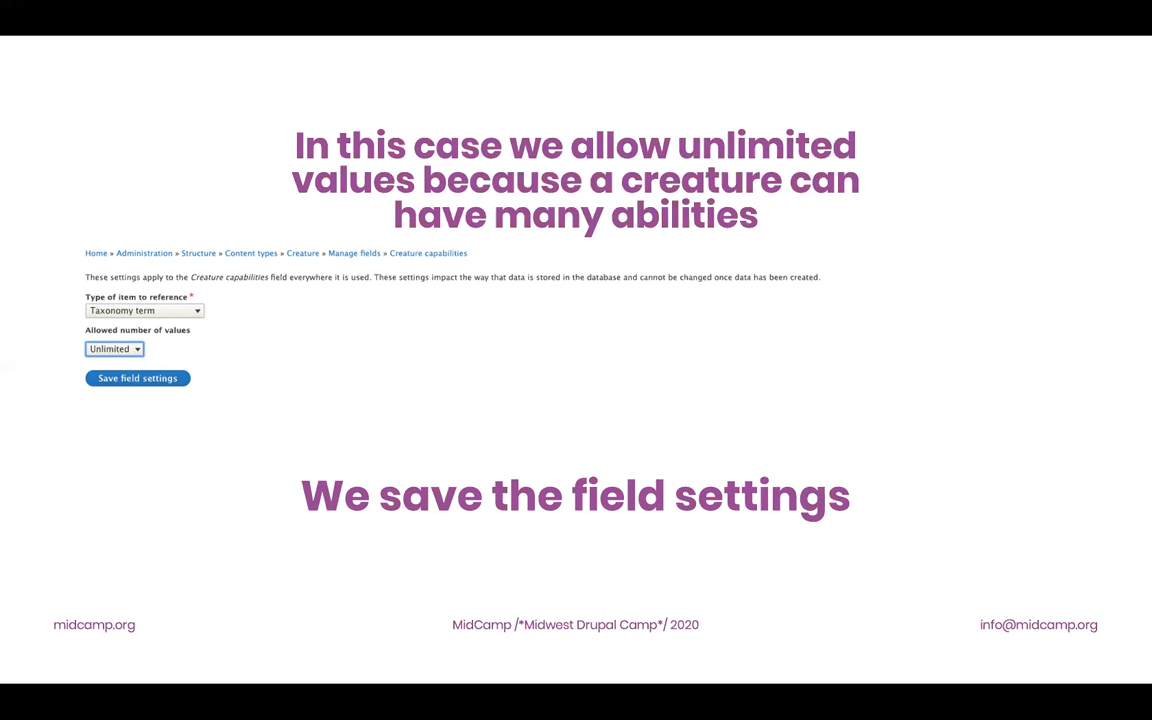 In this case we allow unlimited
values because a creature can
have many abilities
Home » Administration » Structure » Content types » Creature » Manage fields » Creature capabilities
These settings apply to the Creature capabilities field everywhere it is used. These settings impact the way that data is stored in the database and cannot be changed once data has been created.
Type of item to reference *
Taxonomy term
Allowed number of values
Unlimited
Save field settings
We save the field settings
midcamp.org MidCamp /*Midwest Drupal Camp*/ 2020 info@midcamp.org